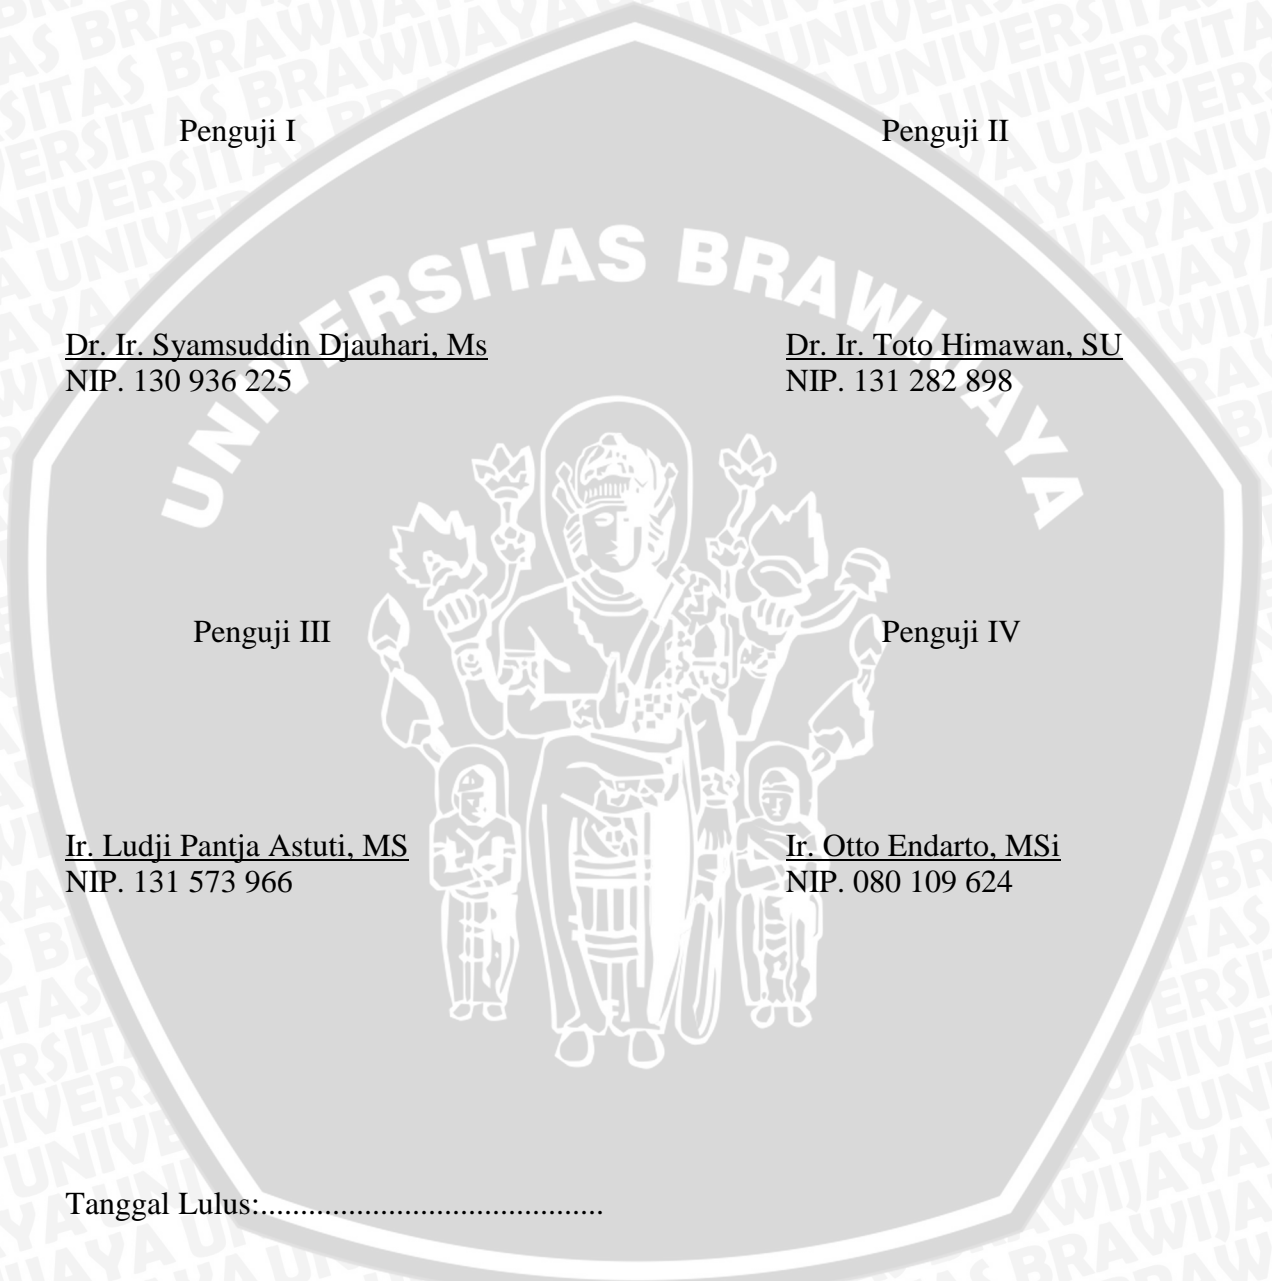 Penguji I Penguji II
UNIVERSITAS BRAWIJAYA
Dr. Ir. Syamsuddin Djauhari, Ms Dr. Ir. Toto Himawan, SU
NIP. 130 936 225 NIP. 131 282 898
Penguji III Penguji IV
Ir. Ludji Pantja Astuti, MS Ir. Otto Endarto, MSi
NIP. 131 573 966 NIP. 080 109 624
Tanggal Lulus:...........................................